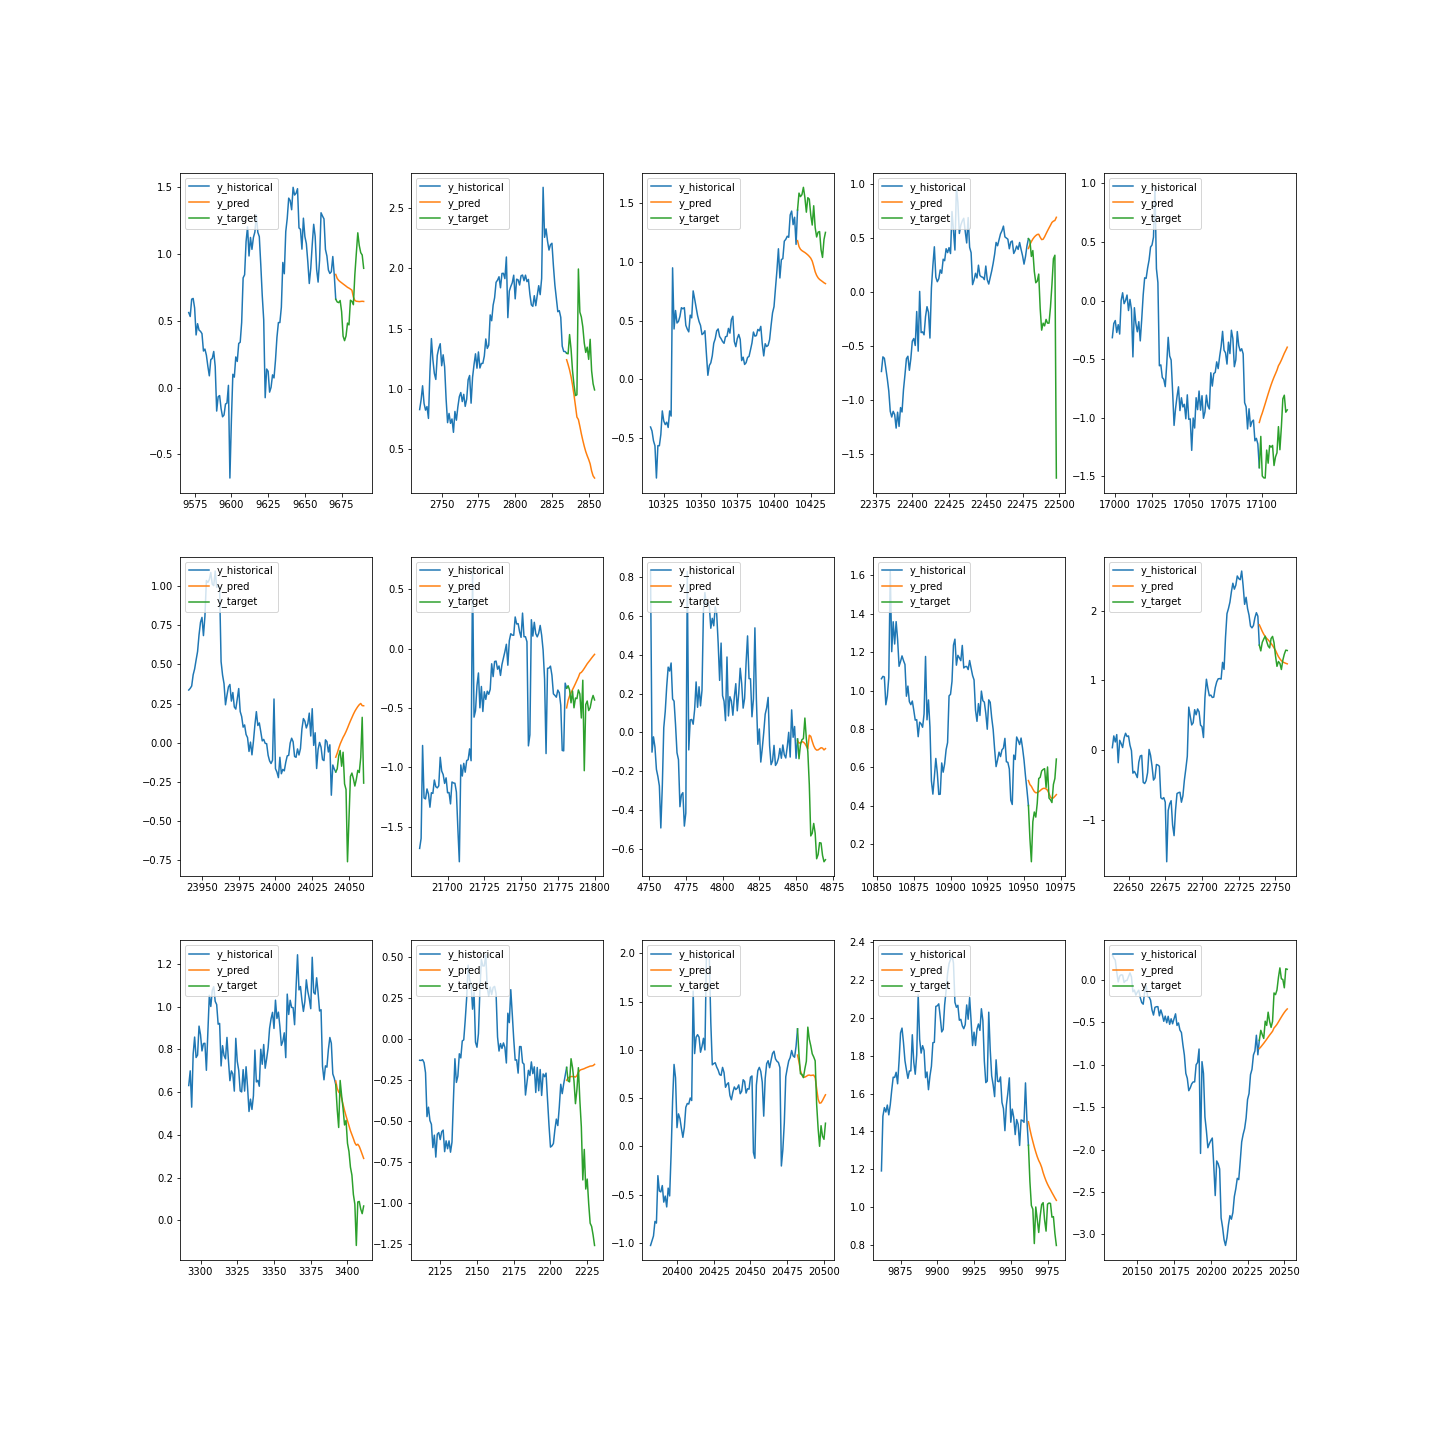 y_historical
y_pred
y_target
1.5
1.0
0.5
0.0
−0.5
9575 9600 9625 9650 9675
y_historical
y_pred
y_target
2.5
2.0
1.5
1.0
0.5
2750 2775 2800 2825 2850
y_historical
y_pred
y_target
1.5
1.0
0.5
0.0
−0.5
10325 10350 10375 10400 10425
y_historical
y_pred
y_target
1.0
0.5
0.0
−0.5
−1.0
−1.5
22375 22400 22425 22450 22475 22500
y_historical
y_pred
y_target
1.0
0.5
0.0
−0.5
−1.0
−1.5
17000 17025 17050 17075 17100
y_historical
y_pred
y_target
1.00
0.75
0.50
0.25
0.00
−0.25
−0.50
−0.75
23950 23975 24000 24025 24050
y_historical
y_pred
y_target
0.5
0.0
−0.5
−1.0
−1.5
21700 21725 21750 21775 21800
y_historical
y_pred
y_target
0.8
0.6
0.4
0.2
0.0
−0.2
−0.4
−0.6
4750 4775 4800 4825 4850 4875
y_historical
y_pred
y_target
1.6
1.4
1.2
1.0
0.8
0.6
0.4
0.2
10850 10875 10900 10925 10950 10975
y_historical
y_pred
y_target
2
1
0
−1
22650 22675 22700 22725 22750
y_historical
y_pred
y_target
1.2
1.0
0.8
0.6
0.4
0.2
0.0
3300 3325 3350 3375 3400
y_historical
y_pred
y_target
0.50
0.25
0.00
−0.25
−0.50
−0.75
−1.00
−1.25
2125 2150 2175 2200 2225
y_historical
y_pred
y_target
2.0
1.5
1.0
0.5
0.0
−0.5
−1.0
20400 20425 20450 20475 20500
y_historical
y_pred
y_target
2.4
2.2
2.0
1.8
1.6
1.4
1.2
1.0
0.8
9875 9900 9925 9950 9975
y_historical
y_pred
y_target
0.0
−0.5
−1.0
−1.5
−2.0
−2.5
−3.0
20150 20175 20200 20225 20250